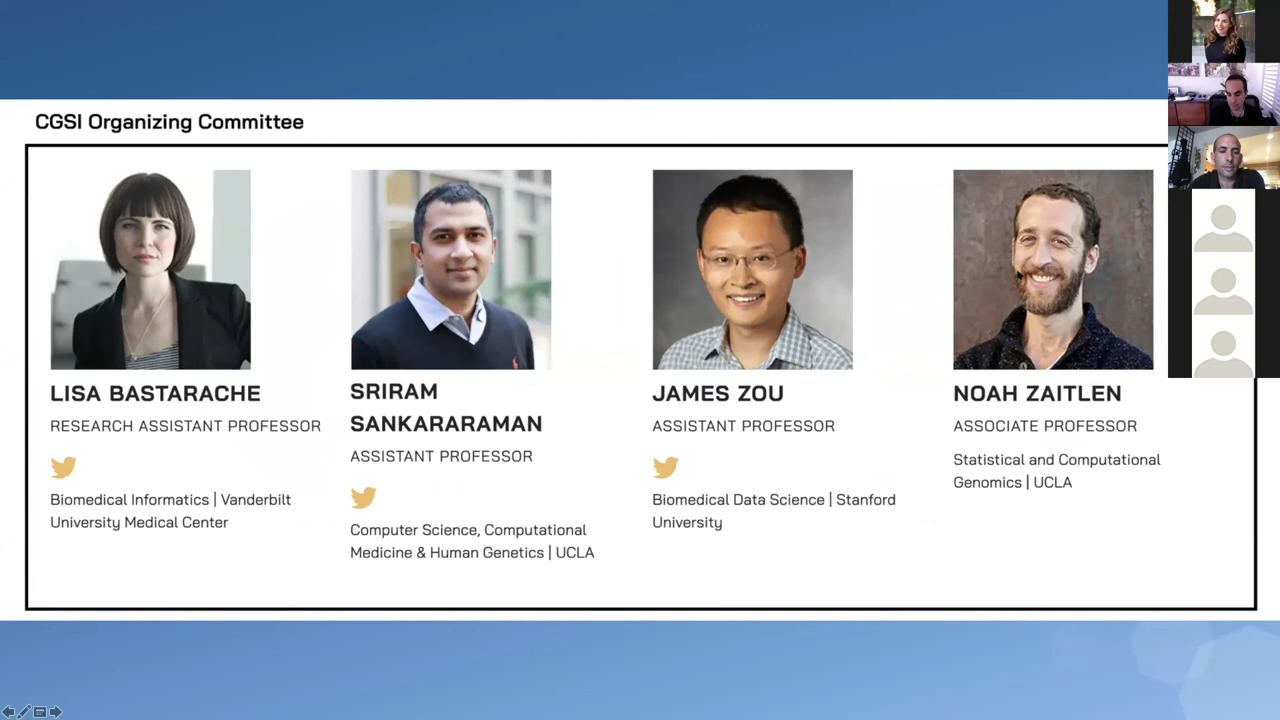 CGSI Organizing Committee
LISA BASTARACHE
RESEARCH ASSISTANT PROFESSOR
Biomedical Informatics | Vanderbilt
University Medical Center
SRIRAM
SANKARARAMAN
ASSISTANT PROFESSOR
Computer Science, Computational
Medicine & Human Genetics | UCLA
JAMES ZOU
ASSISTANT PROFESSOR
Biomedical Data Science | Stanford
University
NOAH ZAITLEN
ASSOCIATE PROFESSOR
Statistical and Computational
Genomics | UCLA